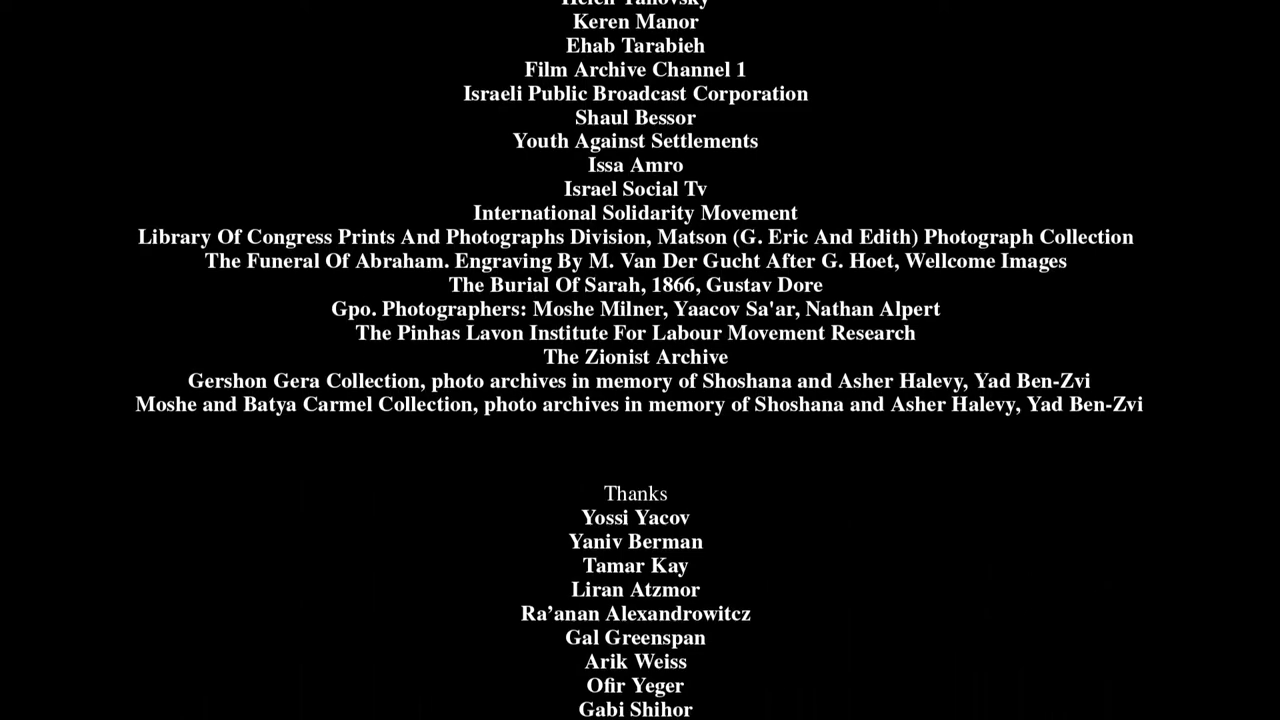 Helen Yanovsky
Keren Manor
Ehab Tarabieh
Film Archive Channel 1
Israeli Public Broadcast Corporation
Shaul Bessor
Youth Against Settlements
Issa Amro
Israel Social Tv
International Solidarity Movement
Library Of Congress Prints And Photographs Division, Matson (G. Eric And Edith) Photograph Collection
The Funeral Of Abraham. Engraving By M. Van Der Gucht After G. Hoet, Wellcome Images
The Burial Of Sarah, 1866, Gustav Dore
Gpo. Photographers: Moshe Milner, Yaacov Sa'ar, Nathan Alpert
The Pinhas Lavon Institute For Labour Movement Research
The Zionist Archive
Gershon Gera Collection, photo archives in memory of Shoshana and Asher Halevy, Yad Ben-Zvi
Moshe and Batya Carmel Collection, photo archives in memory of Shoshana and Asher Halevy, Yad Ben-Zvi
Thanks
Yossi Yacov
Yaniv Berman
Tamar Kay
Liran Atzmor
Ra’anan Alexandrowitcz
Gal Greenspan
Arik Weiss
Ofir Yeger
Gabi Shihor